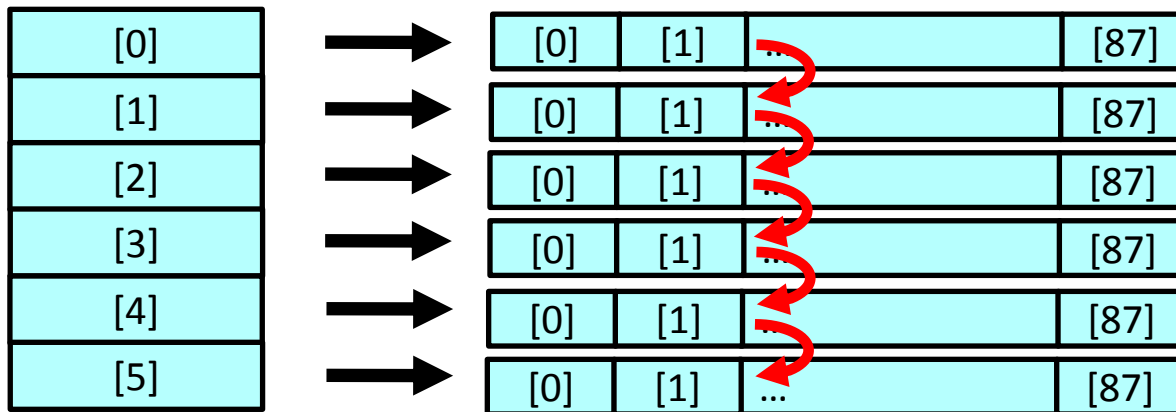 [0] [0] [1] ... [87]
[1] [0] [1] ... [87]
[2] [0] [1] ... [87]
[3] [0] [1] ... [87]
[4] [0] [1] ... [87]
[5] [0] [1] ... [87]